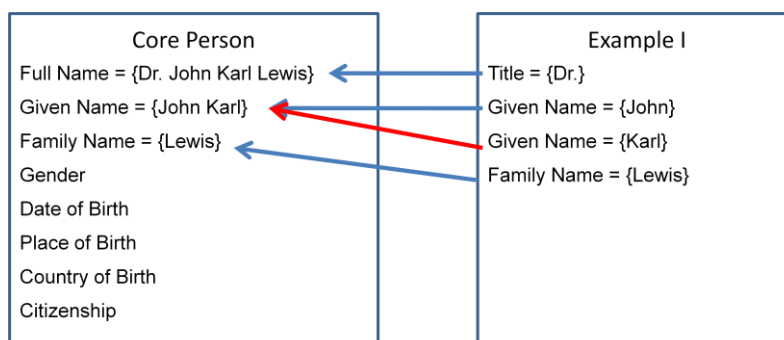 Core Person
Full Name = {Dr. John Karl Lewis}
Given Name = {John Karl}
Family Name = {Lewis}
Gender
Date of Birth
Place of Birth
Country of Birth
Citizenship
Example I
Title = {Dr.}
Given Name = {John}
Given Name = {Karl}
Family Name = {Lewis}